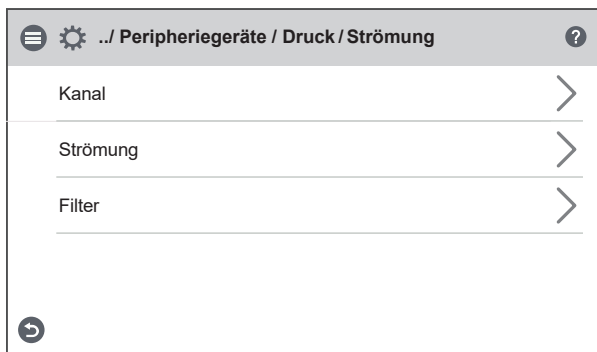 ../ Peripheriegeräte / Druck / Strömung ?
Kanal
Strömung
Filter